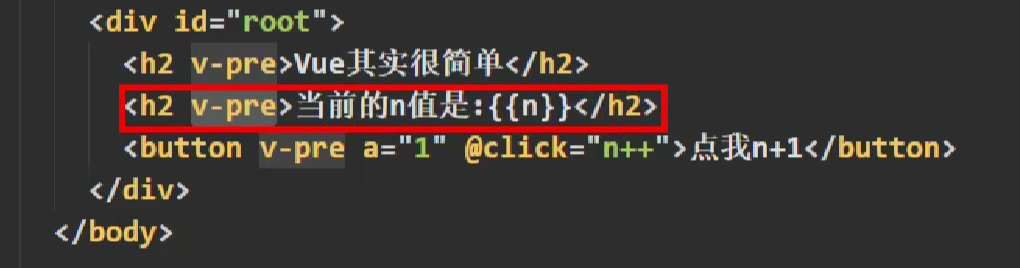 <div id="root">
<h2 v-pre>Vue其实很简单</h2>
<h2 v-pre>当前的n值是:{{n}}</h2>
<button v-pre a="1" @click="n++">点我n+1</button>
</div>
</body>